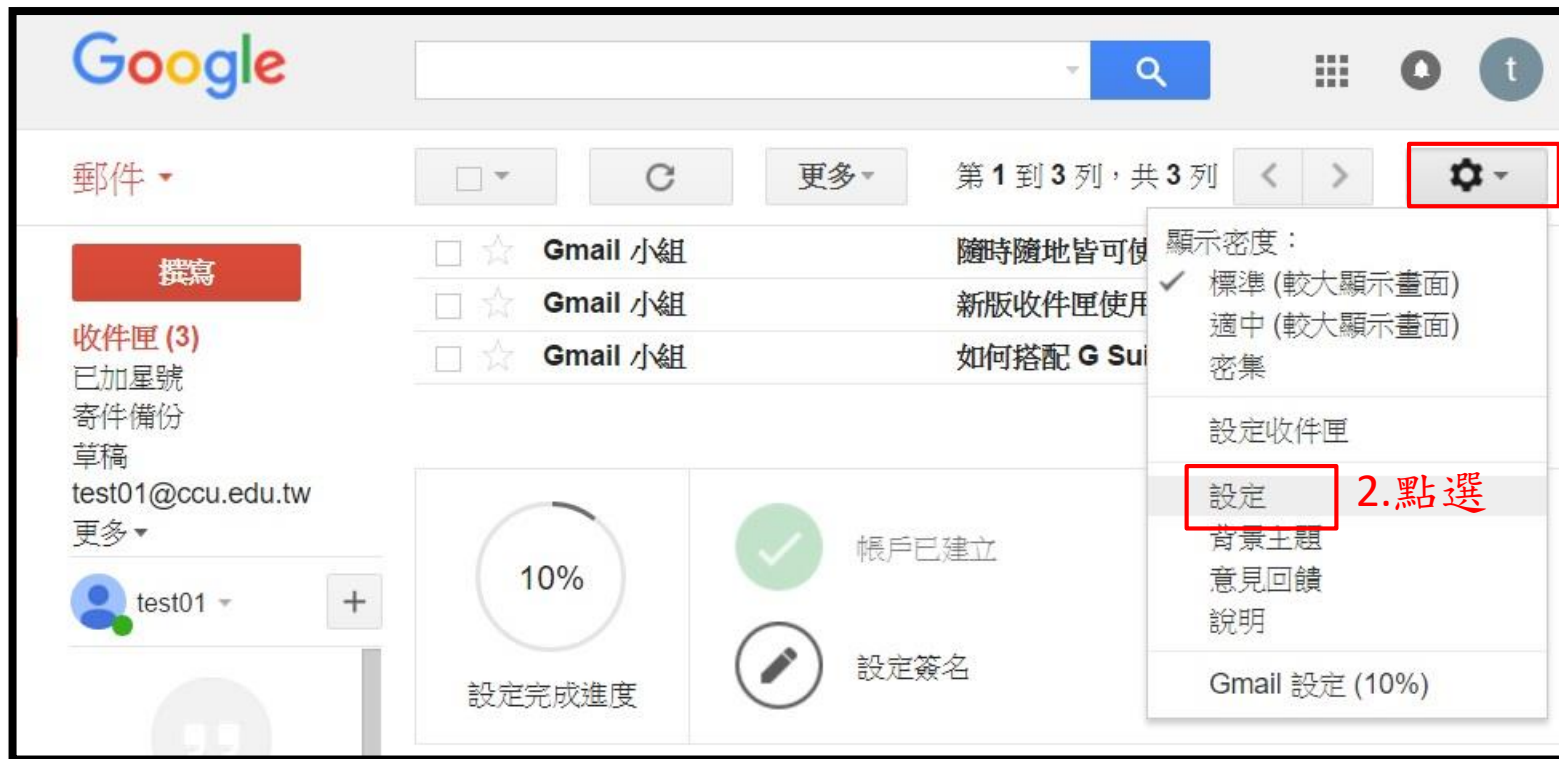 Google
t
郵件
更多
第 1 到 3 列，共 3 列
撰寫
收件匣 (3)
已加星號
寄件備份
草稿
test01@ccu.edu.tw
更多
test01
+
Gmail 小組 隨時隨地皆可使
Gmail 小組 新版收件匣使用
Gmail 小組 如何搭配 G Sui
10%
設定完成進度
帳戶已建立
設定簽名
顯示密度：
標準 (較大顯示畫面)
適中 (較大顯示畫面)
密集
設定收件匣
設定
2.點選
背景主題
意見回饋
說明
Gmail 設定 (10%)